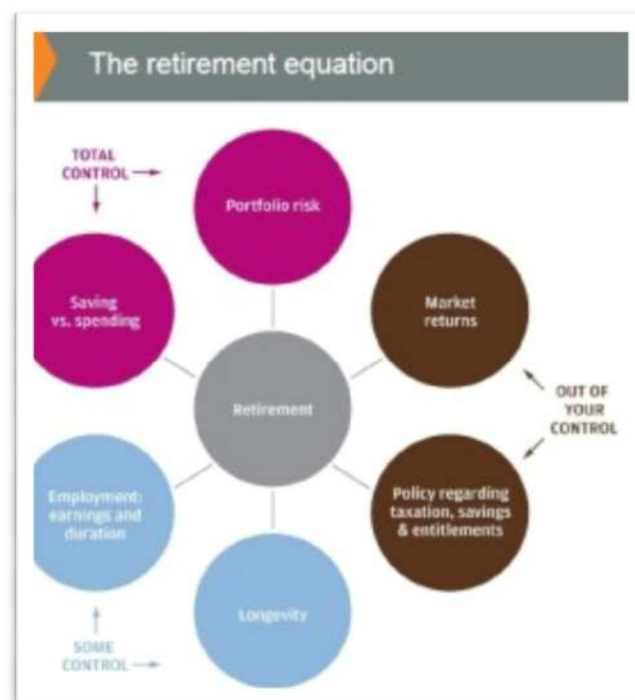 The retirement equation
TOTAL
CONTROL
Portfolio risk
Saving
vs. spending
Market
returns
Retirement
OUT OF
YOUR
CONTROL
Employment:
earnings and
duration
Policy regarding
taxation, savings
& entitlements
Longevity
SOME
CONTROL